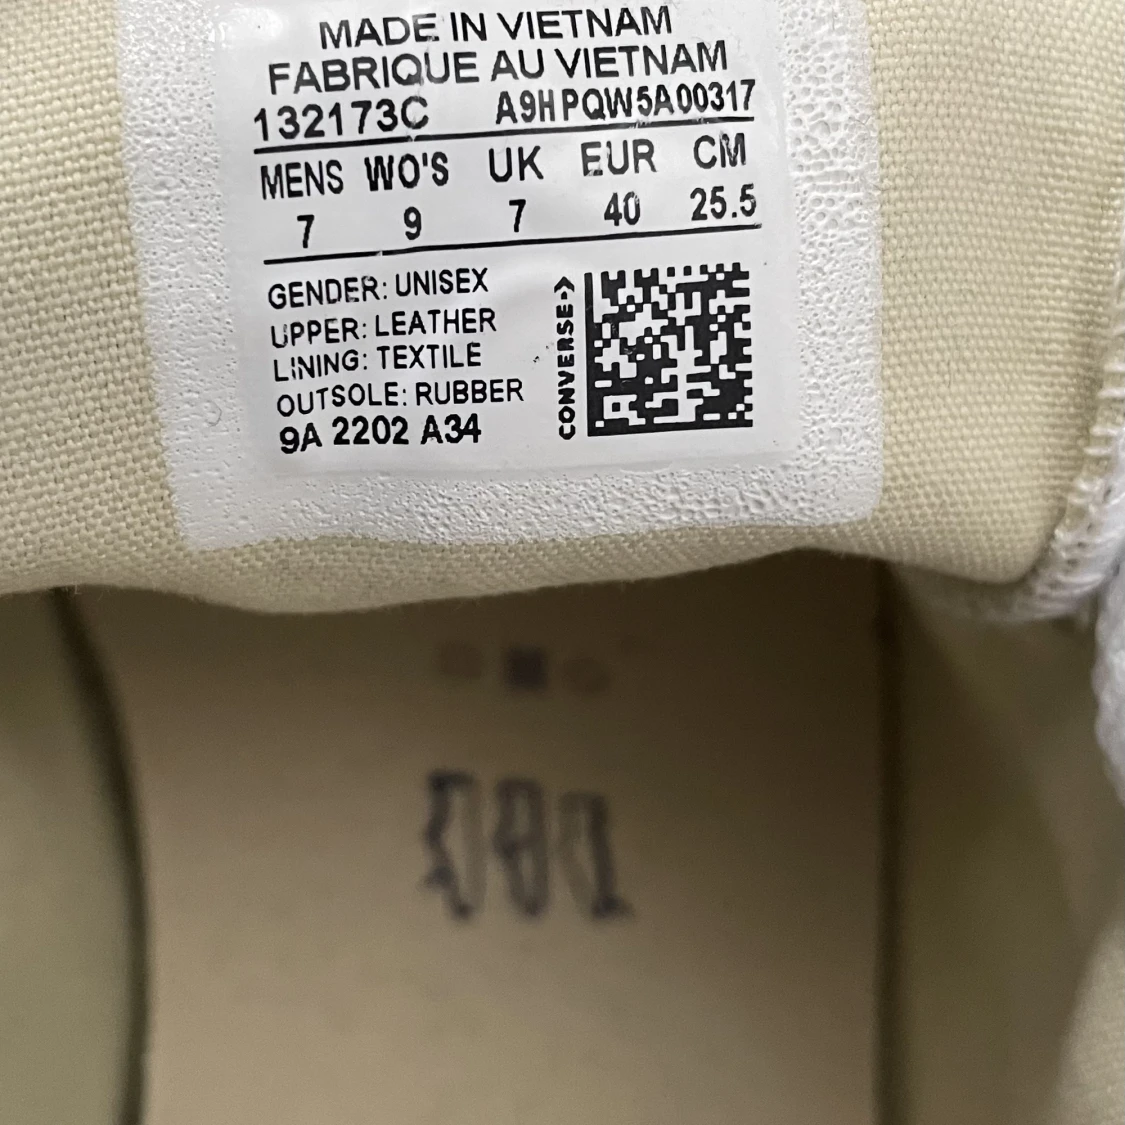 MADE IN VIETNAM
FABRIQUE AU VIETNAM
132173C A9HPQW5A00317
MENS WO'S UK EUR CM
7 9 7 40 25.5
GENDER: UNISEX
UPPER: LEATHER
LINING: TEXTILE
OUTSOLE: RUBBER
9A 2202 A34
CONVERSE->